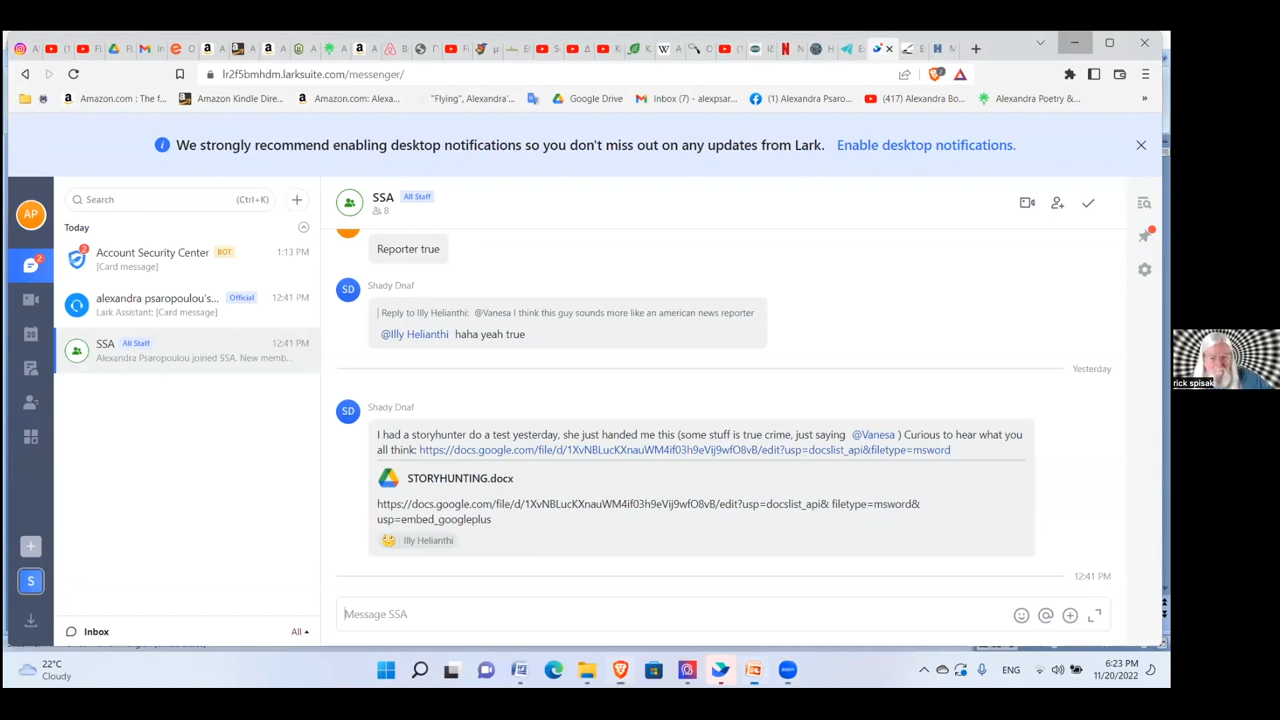 lr2f5bmhdm.larksuite.com/messenger/
Amazon.com : The f...
Amazon Kindle Dire...
Amazon.com: Alexa...
"Flying", Alexandra'...
Google Drive
Inbox (7) - alexpsar...
(1) Alexandra Psaro...
(417) Alexandra Bo...
Alexandra Poetry &...
»
We strongly recommend enabling desktop notifications so you don't miss out on any updates from Lark. Enable desktop notifications.
AP
Search (Ctrl+K)
SSA All Staff
8
Today
2
Account Security Center BOT 1:13 PM
[Card message]
2
alexandra psaropoulou's... Official 12:41 PM
Lark Assistant: [Card message]
SSA All Staff 12:41 PM
Alexandra Psaropoulou joined SSA. New memb...
Reporter true
SD Shady Dnaf
Reply to Illy Helianthi: @Vanesa I think this guy sounds more like an american news reporter
@Illy Helianthi haha yeah true
Yesterday
SD Shady Dnaf
I had a storyhunter do a test yesterday, she just handed me this (some stuff is true crime, just saying @Vanesa ) Curious to hear what you
all think: https://docs.google.com/file/d/1XvNBLucKXnauWM4if03h9eVij9wfO8vB/edit?usp=docslist_api&filetype=msword
STORYHUNTING.docx
https://docs.google.com/file/d/1XvNBLucKXnauWM4if03h9eVij9wfO8vB/edit?usp=docslist_api& filetype=msword&
usp=embed_googleplus
Illy Helianthi
12:41 PM
S
Message SSA
Inbox All
rick spisak
22°C
Cloudy
ENG
6:23 PM
11/20/2022